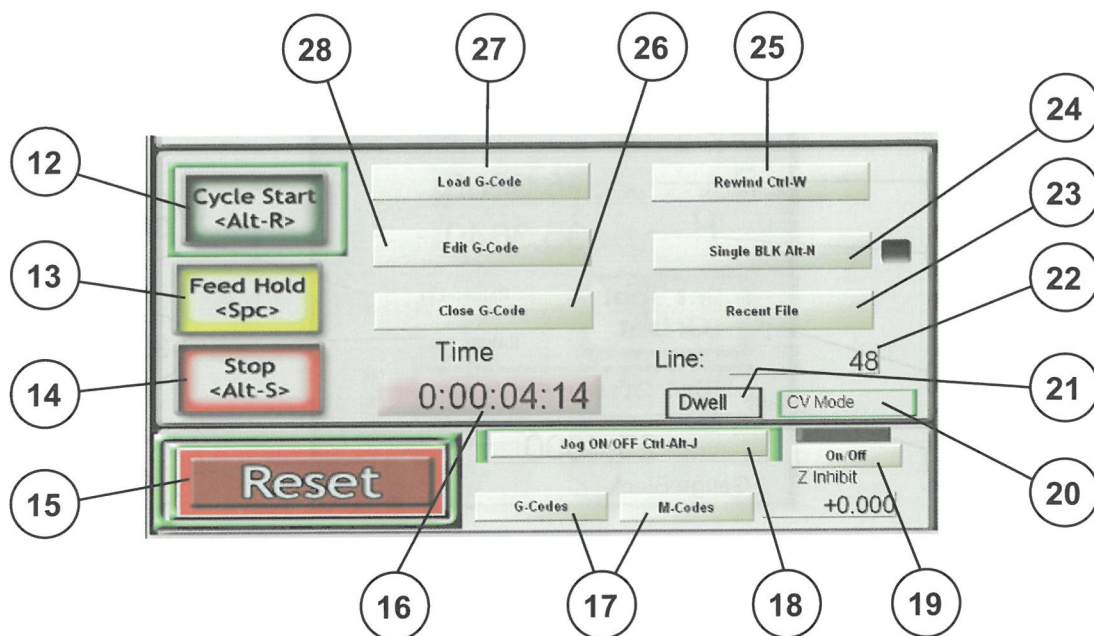 28
27
26
25
24
12
Cycle Start
<Alt-R>
Load G-Code
Rewind Ctrl-W
23
Edit G-Code
Single BLK Alt-N
13
Feed Hold
<Spc>
22
Close G-Code
Recent File
14
Stop
<Alt-S>
Time
Line:
48
21
0:00:04:14
Dwell
CV Mode
Jog ON/OFF Ctrl-Alt-J
On/Off
Z Inhibit
+0.000
20
15
Reset
G-Codes
M-Codes
16
17
18
19